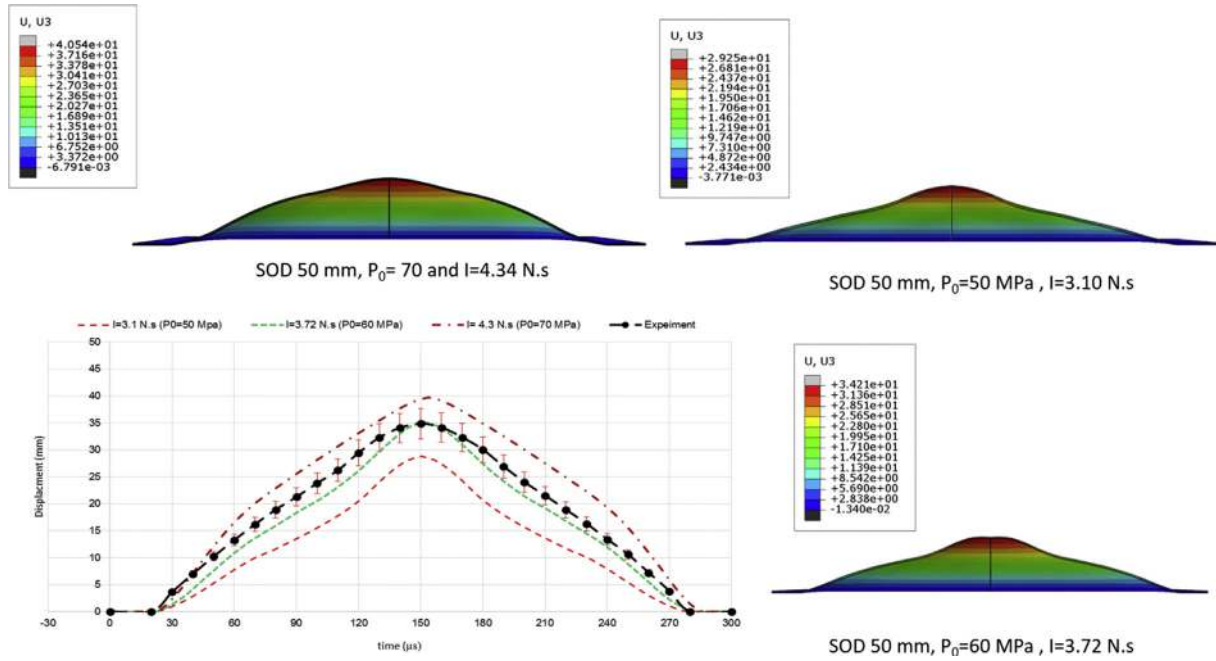 U, U3
+4.054e+01
+3.716e+01
+3.378e+01
+3.041e+01
+2.703e+01
+2.365e+01
+2.027e+01
+1.689e+01
+1.351e+01
+1.013e+01
+6.752e+00
+3.372e+00
-6.791e-03
SOD 50 mm, P0= 70 and I=4.34 N.s
U, U3
+2.925e+01
+2.681e+01
+2.437e+01
+2.194e+01
+1.950e+01
+1.706e+01
+1.462e+01
+1.219e+01
+9.747e+00
+7.310e+00
+4.872e+00
+2.434e+00
-3.771e-03
SOD 50 mm, P0=50 MPa , I=3.10 N.s
I=3.1 N.s (P0=50 Mpa) I=3.72 N.s (P0=60 MPa) I= 4.3 N.s (P0=70 MPa) Expeiment
50
45
40
35
30
25
20
15
10
5
0
Displacment (mm)
-30 0 30 60 90 120 150 180 210 240 270 300
time (µs)
U, U3
+3.421e+01
+3.136e+01
+2.851e+01
+2.565e+01
+2.280e+01
+1.995e+01
+1.710e+01
+1.425e+01
+1.139e+01
+8.542e+00
+5.690e+00
+2.838e+00
-1.340e-02
SOD 50 mm, P0=60 MPa, I=3.72 N.s